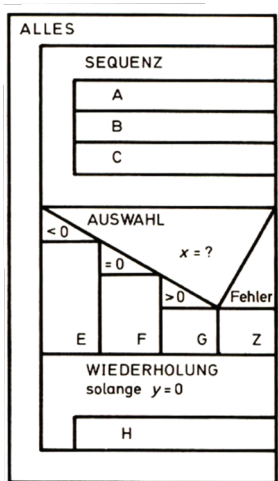 ALLES
SEQUENZ
A
B
C
AUSWAHL
< 0
x = ?
= 0
> 0
Fehler
E F G Z
WIEDERHOLUNG
solange y = 0
H